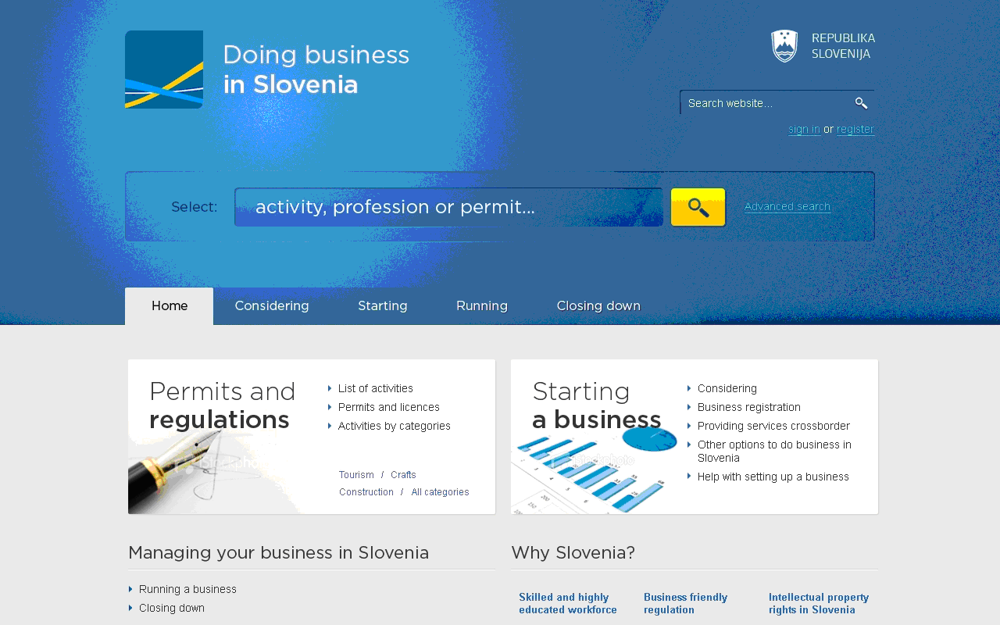 Doing business
in Slovenia
REPUBLIKA
SLOVENIJA
Search website...
sign in or register
Select:
activity, profession or permit...
Advanced search
Home
Considering
Starting
Running
Closing down
Permits and
regulations
List of activities
Permits and licences
Activities by categories
iStockphoto
Tourism / Crafts
Construction / All categories
Starting
a business
Considering
Business registration
Providing services crossborder
Other options to do business in
Slovenia
Help with setting up a business
iStockphoto
Managing your business in Slovenia
Running a business
Closing down
Why Slovenia?
Skilled and highly
educated workforce
Business friendly
regulation
Intellectual property
rights in Slovenia